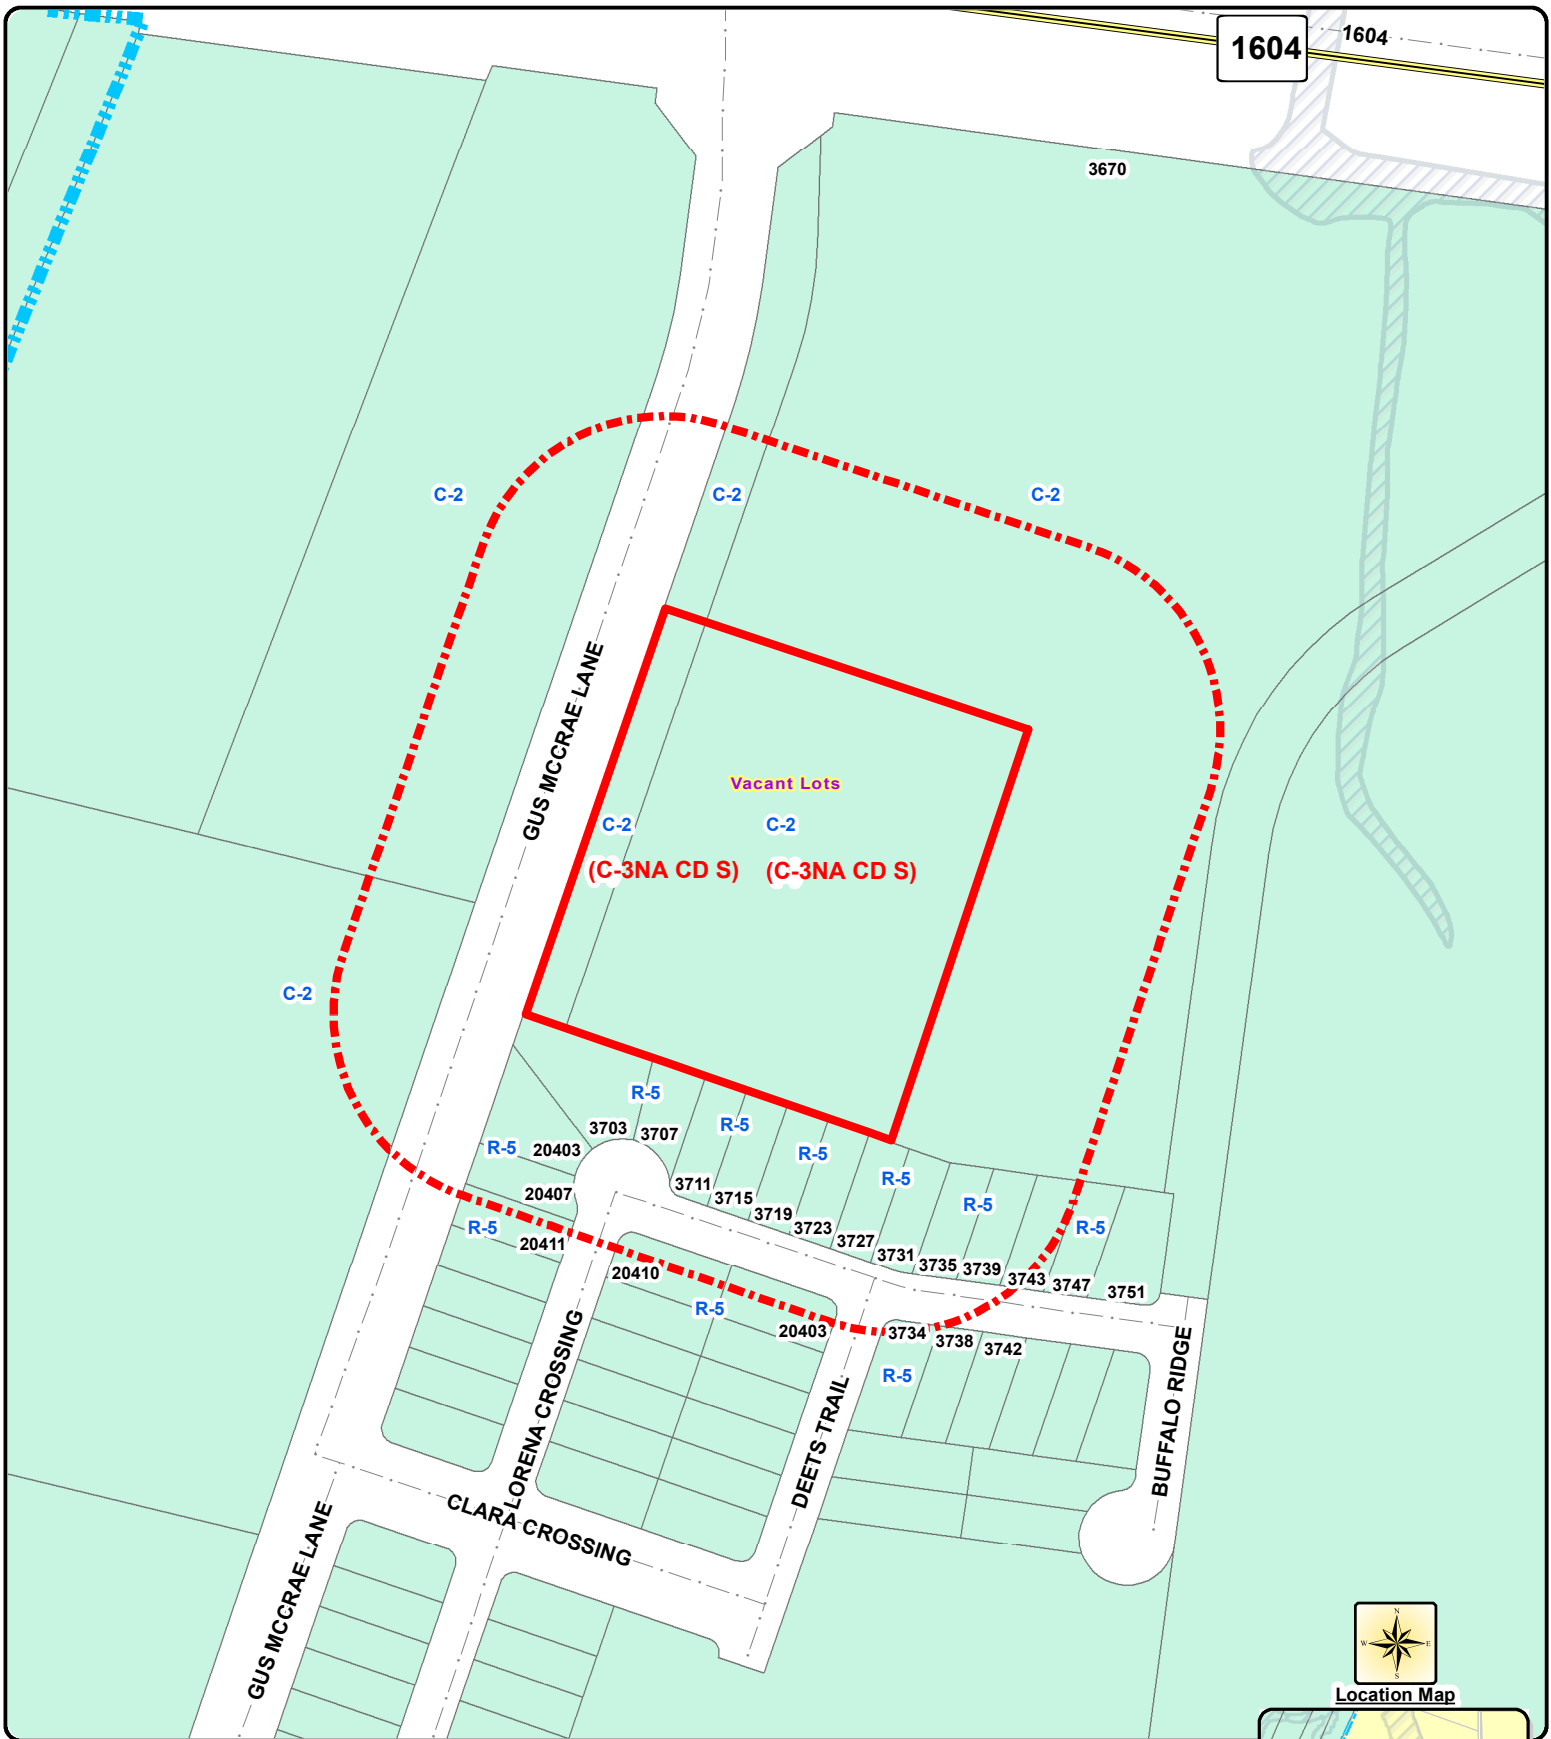 1604
1604
3670
C-2
C-2
C-2
GUS MCCRAE LANE
Vacant Lots
C-2
C-2
(C-3NA CD S)
(C-3NA CD S)
C-2
R-5
R-5
R-5
R-5
R-5
R-5
R-5
R-5
R-5
R-5
3703
3707
20403
20407
20411
20410
3711
3715
3719
3723
3727
3731
3735
3739
3743
3747
3751
20403
3734
3738
3742
LORENA CROSSING
DEETS TRAIL
BUFFALO RIDGE
CLARA CROSSING
GUS MCCRAE LANE
N
W
E
S
Location Map